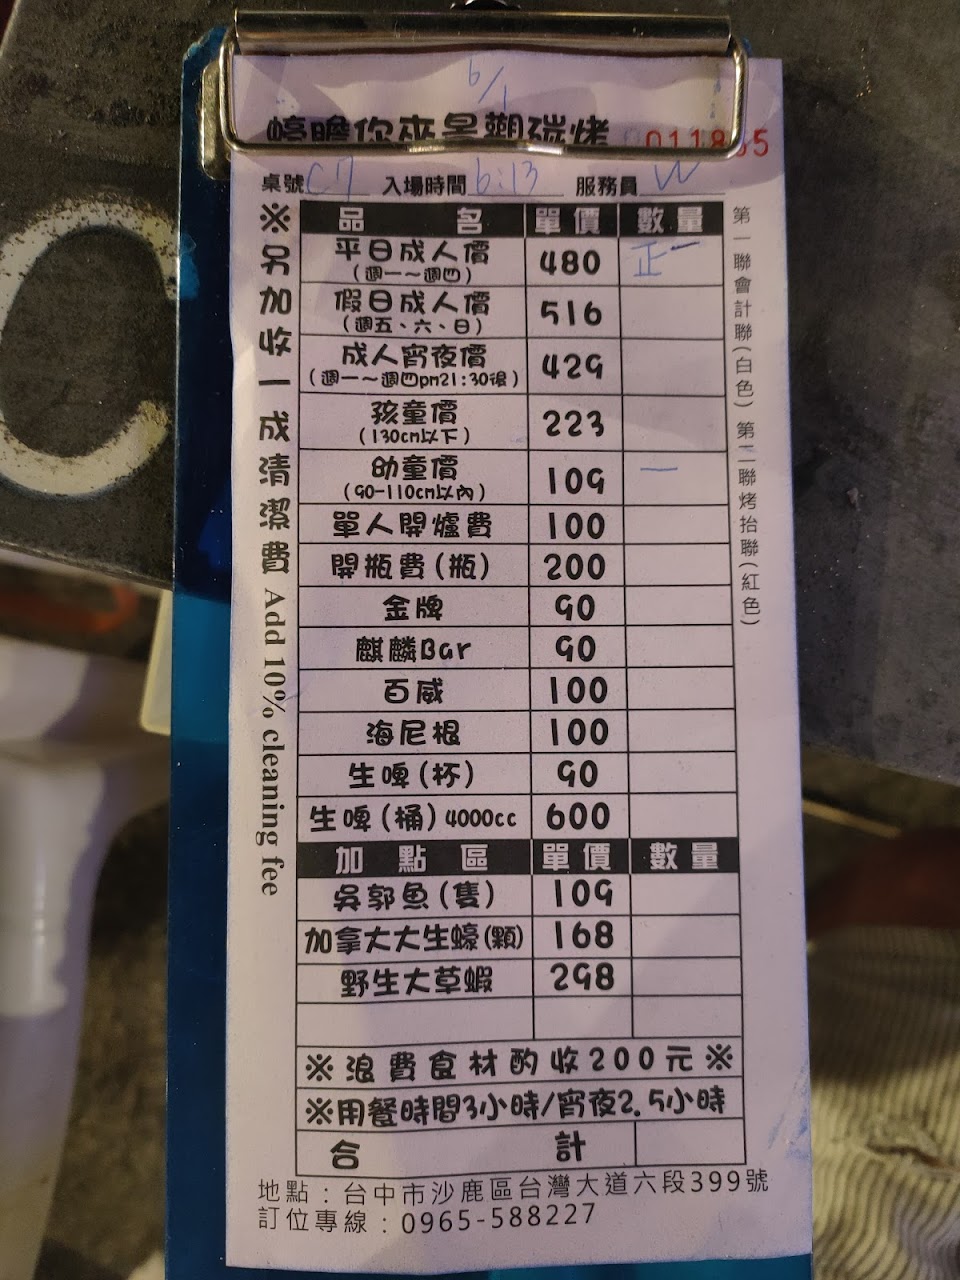 6/1
蠔瞻你來景觀碳烤 011865
桌號 C7 入場時間 6:13 服務員 W
品名 單價 數量
平日成人價 480 正一
(週一～週四)
假日成人價 516
(週五、六、日)
成人宵夜價 429
(週一～週四pm21:30後)
孩童價 223
(130cm以下)
幼童價 109 一
(90-110cm以內)
單人開爐費 100
開瓶費(瓶) 200
金牌 90
麒麟Bar 90
百威 100
海尼根 100
生啤(杯) 90
生啤(桶)4000cc 600
加點區 單價 數量
吳郭魚(隻) 109
加拿大大生蠔(顆) 168
野生大草蝦 298
※浪費食材酌收200元※
※用餐時間3小時/宵夜2.5小時
合計
地點：台中市沙鹿區台灣大道六段399號
訂位專線：0965-588227
※另加收一成清潔費 Add 10% cleaning fee
第一聯會計聯(白色) 第二聯烤抬聯(紅色)